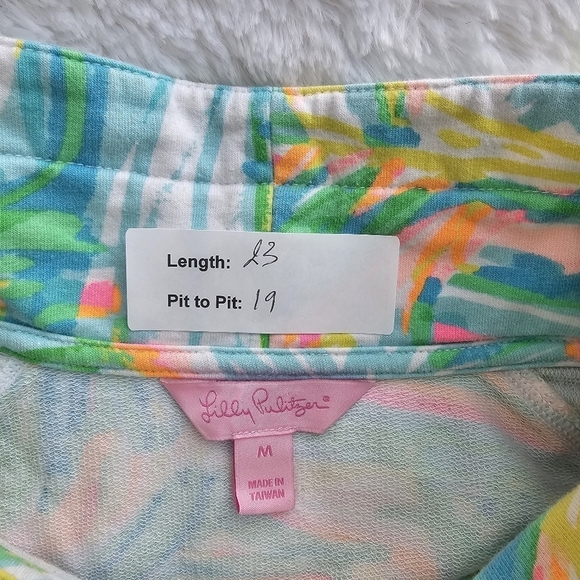 Length: 23
Pit to Pit: 19
Lilly Pulitzer®
M
MADE IN
TAIWAN